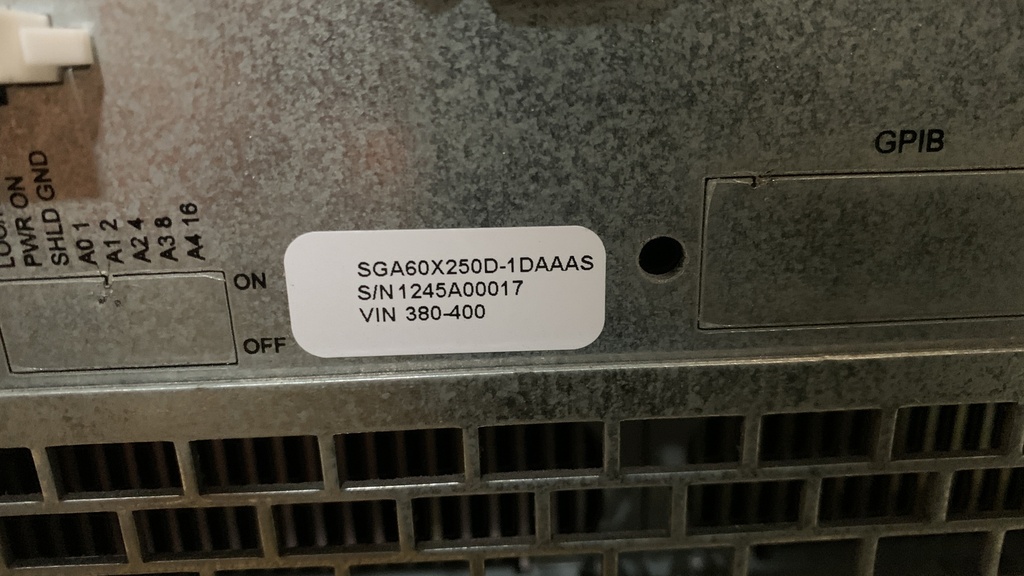 GPIB
PWR ON
SHLD GND
A0 1
A1 2
A2 4
A3 8
A4 16
ON
OFF
SGA60X250D-1DAAAS
S/N1245A00017
VIN 380-400